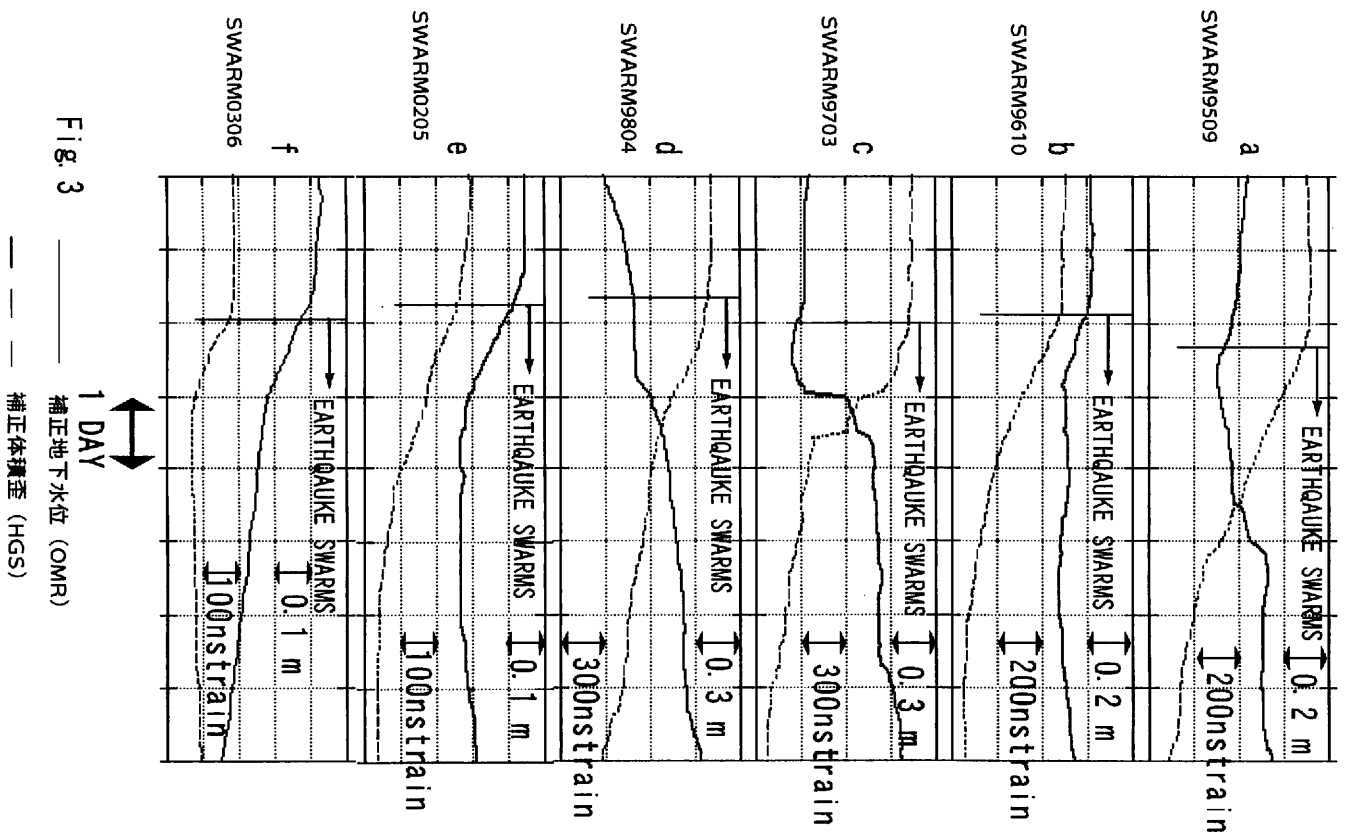 a
SWARM9509
EARTHQAUKE SWARMS
0.2 m
200nstrain
b
SWARM9610
EARTHQAUKE SWARMS
0.2 m
200nstrain
c
SWARM9703
EARTHQAUKE SWARMS
0.3 m
300nstrain
d
SWARM9804
EARTHQAUKE SWARMS
0.3 m
300nstrain
e
SWARM0205
EARTHQAUKE SWARMS
0.1 m
100nstrain
f
SWARM0306
EARTHQAUKE SWARMS
0.1 m
100nstrain
1 DAY
Fig. 3
補正地下水位 (OMR)
補正体積歪 (HGS)